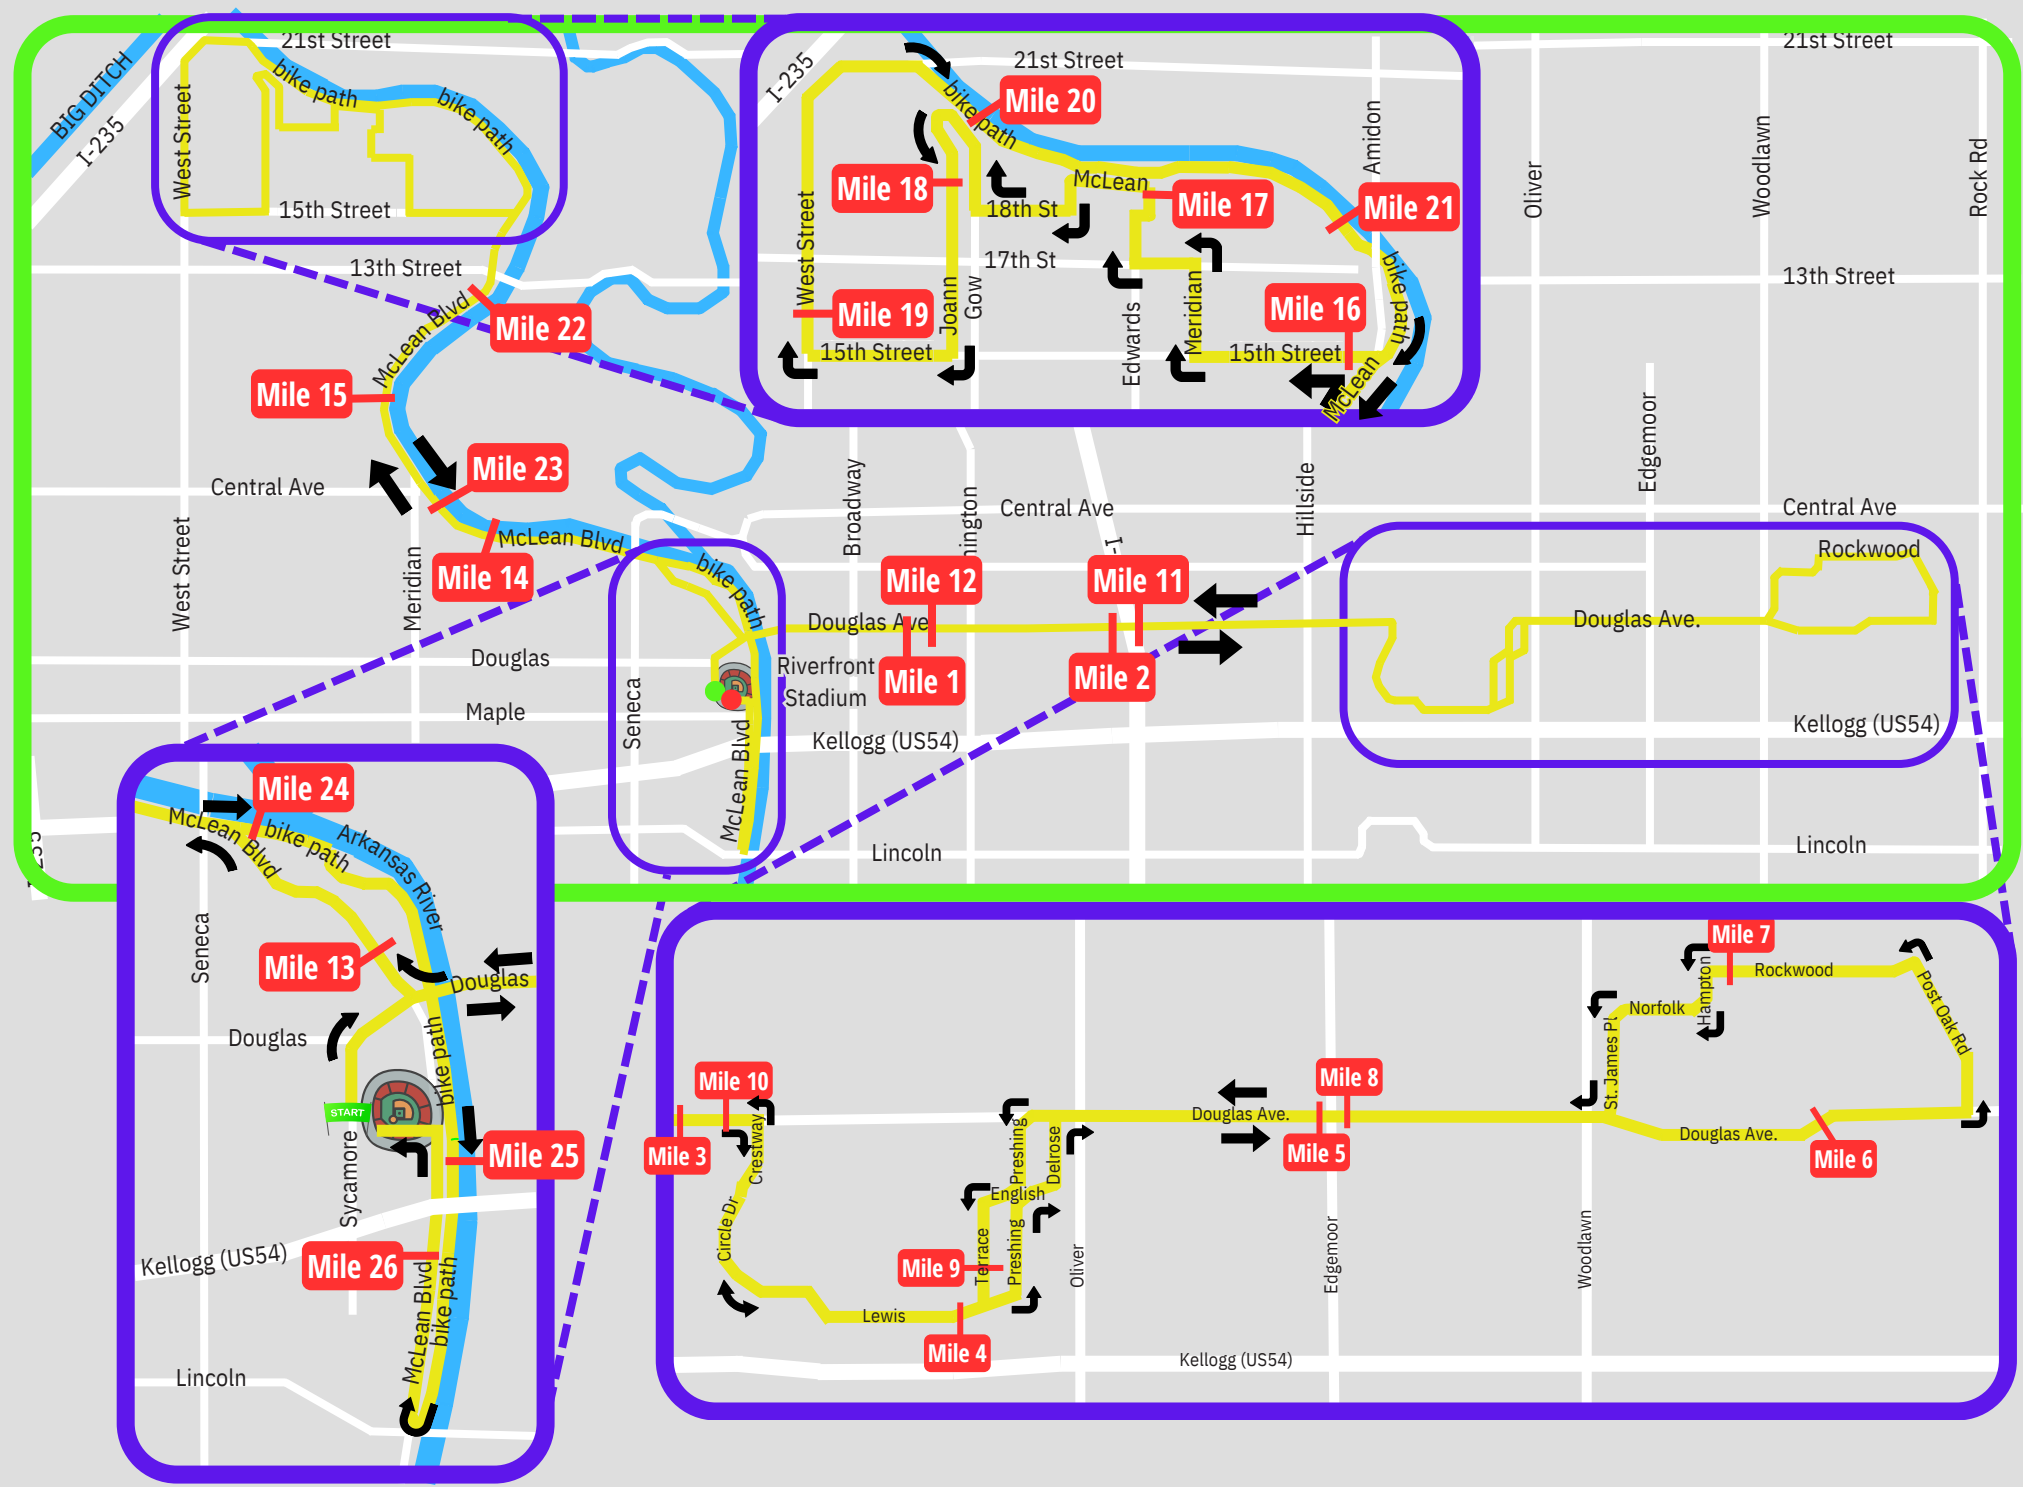 21st Street
21st Street
BIG DITCH
I-235
West Street
bike path
bike path
15th Street
13th Street
McLean Blvd
Mile 22
Mile 15
Mile 23
Central Ave
West Street
Meridian
Mile 14
McLean Blvd
bike path
Douglas
Maple
Seneca
McLean Blvd
Riverfront
Stadium
I-235
21st Street
bike path
Mile 20
Mile 18
McLean
Mile 17
18th St
17th St
West Street
Mile 19
15th Street
Joann
Gow
Edwards
Meridian
Mile 16
15th Street
McLean
Mile 21
bike path
Amidon
Oliver
Woodlawn
Rock Rd
13th Street
Broadway
Central Ave
Hillside
Edgemoor
Central Ave
Mile 12
Mile 11
Douglas Ave
Mile 1
Mile 2
Kellogg (US54)
Lincoln
Rockwood
Douglas Ave.
Kellogg (US54)
Lincoln
Mile 24
McLean Blvd
bike path
Arkansas River
Seneca
Mile 13
Douglas
Douglas
bike path
START
Sycamore
Mile 25
Kellogg (US54)
Mile 26
McLean Blvd
bike path
Lincoln
Mile 7
Rockwood
Hampton
Norfolk
St. James Pl
Post Oak Rd
Mile 10
Mile 3
Crestway
Circle Dr
Preshing
Delrose
English
Terrace
Preshing
Mile 9
Lewis
Mile 4
Oliver
Douglas Ave.
Mile 8
Mile 5
Edgemoor
Woodlawn
Douglas Ave.
Mile 6
Kellogg (US54)